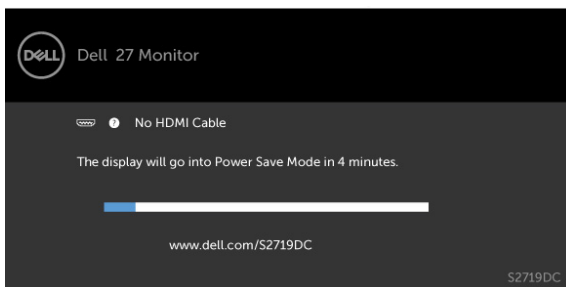 DELL
Dell 27 Monitor
? No HDMI Cable
The display will go into Power Save Mode in 4 minutes.
www.dell.com/S2719DC
S2719DC